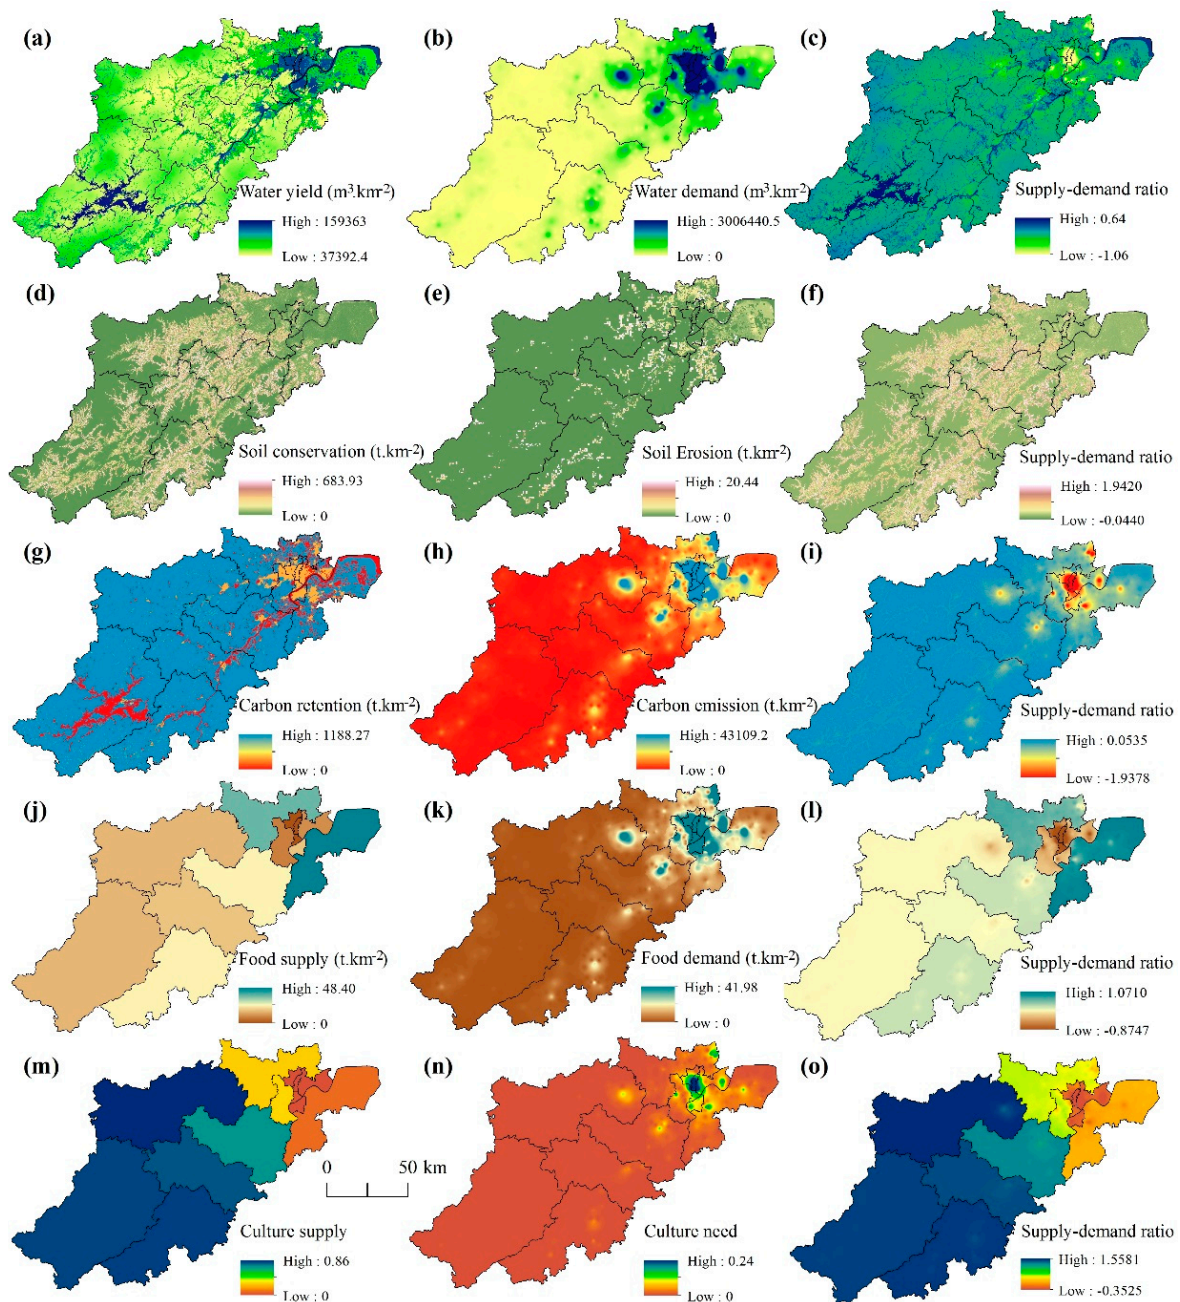 (a)
Water yield (m³.km⁻²)
High : 159363
Low : 37392.4
(b)
Water demand (m³.km⁻²)
High : 3006440.5
Low : 0
(c)
Supply-demand ratio
High : 0.64
Low : -1.06
(d)
Soil conservation (t.km⁻²)
High : 683.93
Low : 0
(e)
Soil Erosion (t.km⁻²)
High : 20.44
Low : 0
(f)
Supply-demand ratio
High : 1.9420
Low : -0.0440
(g)
Carbon retention (t.km⁻²)
High : 1188.27
Low : 0
(h)
Carbon emission (t.km⁻²)
High : 43109.2
Low : 0
(i)
Supply-demand ratio
High : 0.0535
Low : -1.9378
(j)
Food supply (t.km⁻²)
High : 48.40
Low : 0
(k)
Food demand (t.km⁻²)
High : 41.98
Low : 0
(l)
Supply-demand ratio
High : 1.0710
Low : -0.8747
(m)
0 50 km
Culture supply
High : 0.86
Low : 0
(n)
Culture need
High : 0.24
Low : 0
(o)
Supply-demand ratio
High : 1.5581
Low : -0.3525